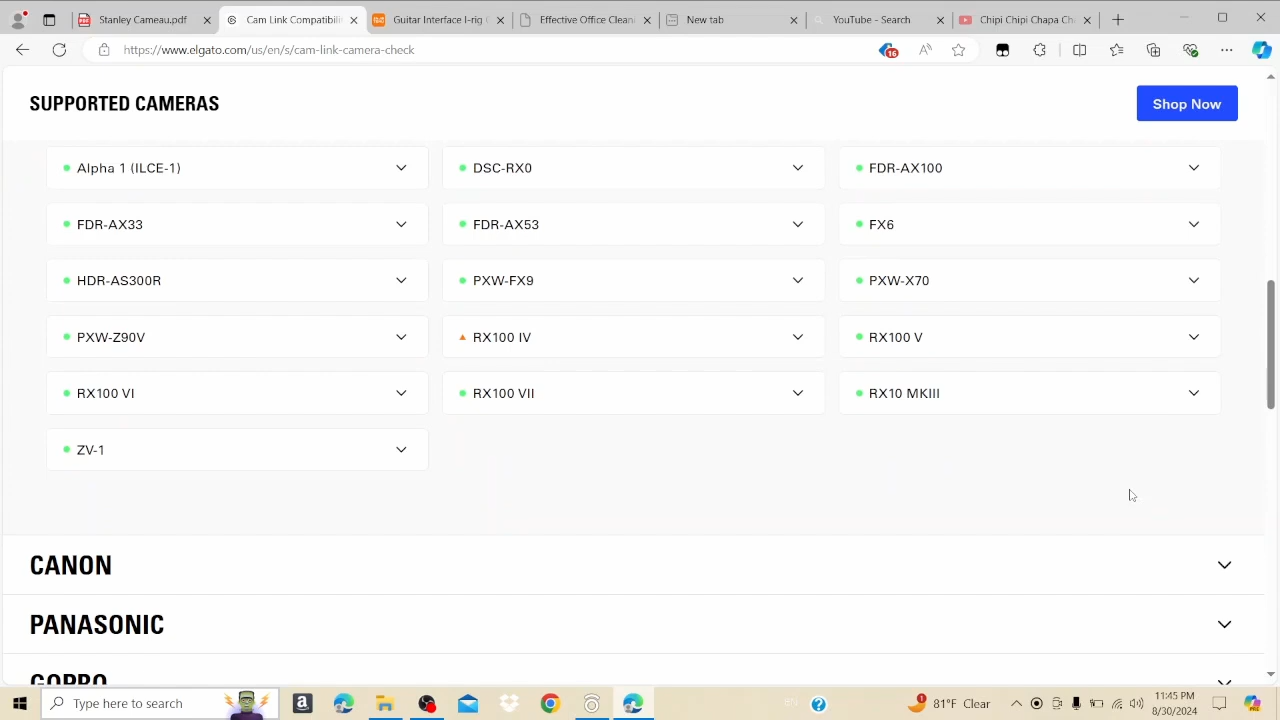 Stanley Cameau.pdf
Cam Link Compatibili
Guitar Interface I-rig C
Effective Office Cleani
New tab
YouTube - Search
Chipi Chipi Chapa Ch
https://www.elgato.com/us/en/s/cam-link-camera-check
16
SUPPORTED CAMERAS
Shop Now
Alpha 1 (ILCE-1)
DSC-RX0
FDR-AX100
FDR-AX33
FDR-AX53
FX6
HDR-AS300R
PXW-FX9
PXW-X70
PXW-Z90V
RX100 IV
RX100 V
RX100 VI
RX100 VII
RX10 MKIII
ZV-1
CANON
PANASONIC
GOPRO
Type here to search
1
81°F Clear
11:45 PM
8/30/2024